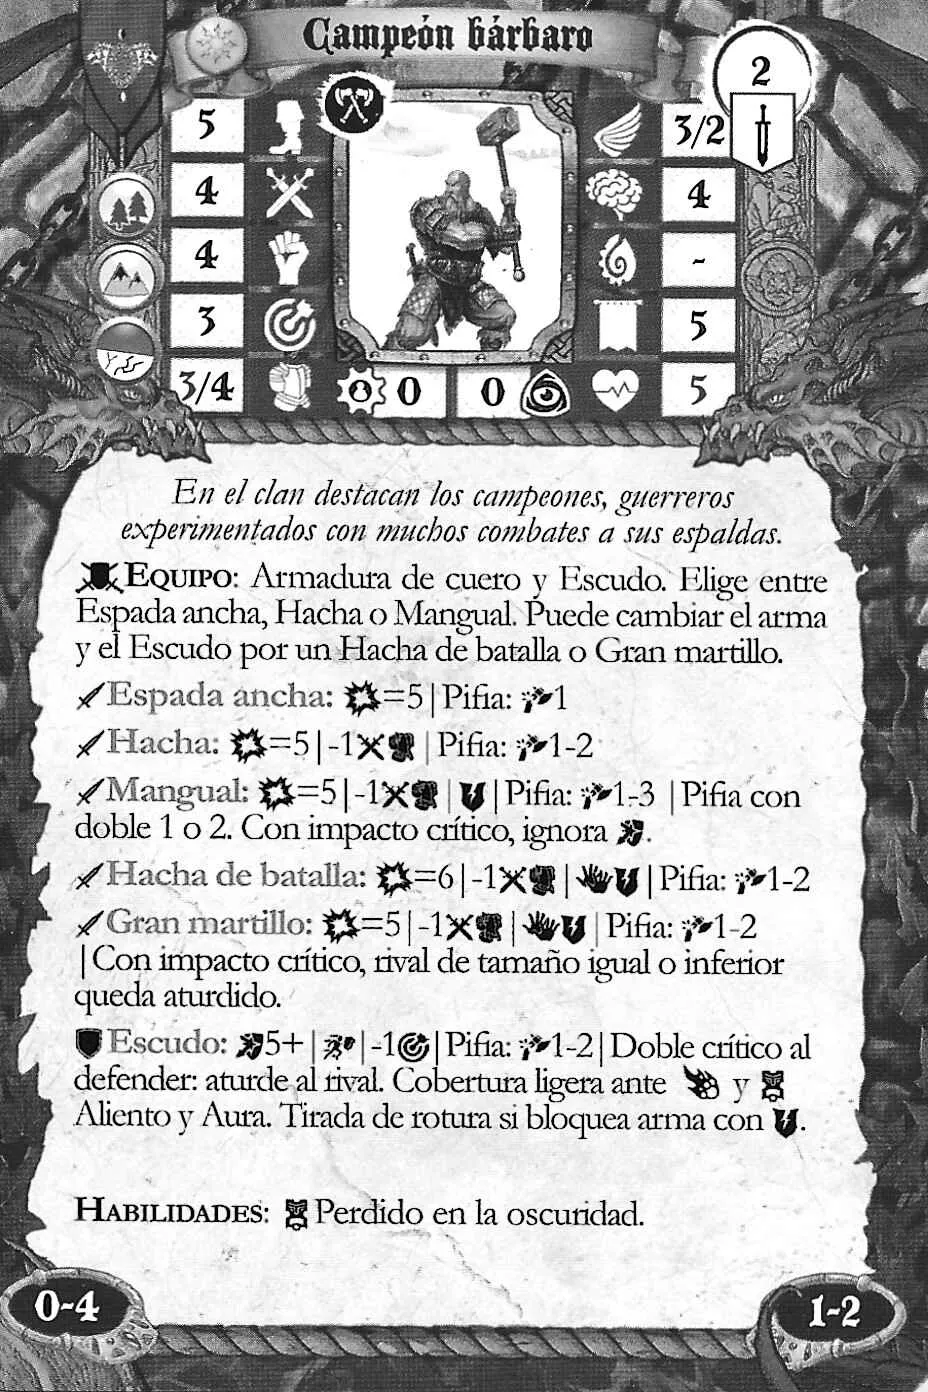 Campeón bárbaro
2
5
3/2
4
4
4
-
3
5
3/4
0
0
5
En el clan destacan los campeones, guerreros
experimentados con muchos combates a sus espaldas.
EQUIPO: Armadura de cuero y Escudo. Elige entre
Espada ancha, Hacha o Mangual. Puede cambiar el arma
y el Escudo por un Hacha de batalla o Gran martillo.
Espada ancha: =5 | Pifia: 1
Hacha: =5 | -1 | Pifia: 1-2
Mangual: =5 | -1 | | Pifia: 1-3 | Pifia con
doble 1 o 2. Con impacto crítico, ignora .
Hacha de batalla: =6 | -1 | | Pifia: 1-2
Gran martillo: =5 | -1 | | Pifia: 1-2
| Con impacto crítico, rival de tamaño igual o inferior
queda aturdido.
Escudo: 5+ | | -1 | Pifia: 1-2 | Doble crítico al
defender: aturde al rival. Cobertura ligera ante y
Aliento y Aura. Tirada de rotura si bloquea arma con .
HABILIDADES: Perdido en la oscuridad.
0-4
1-2